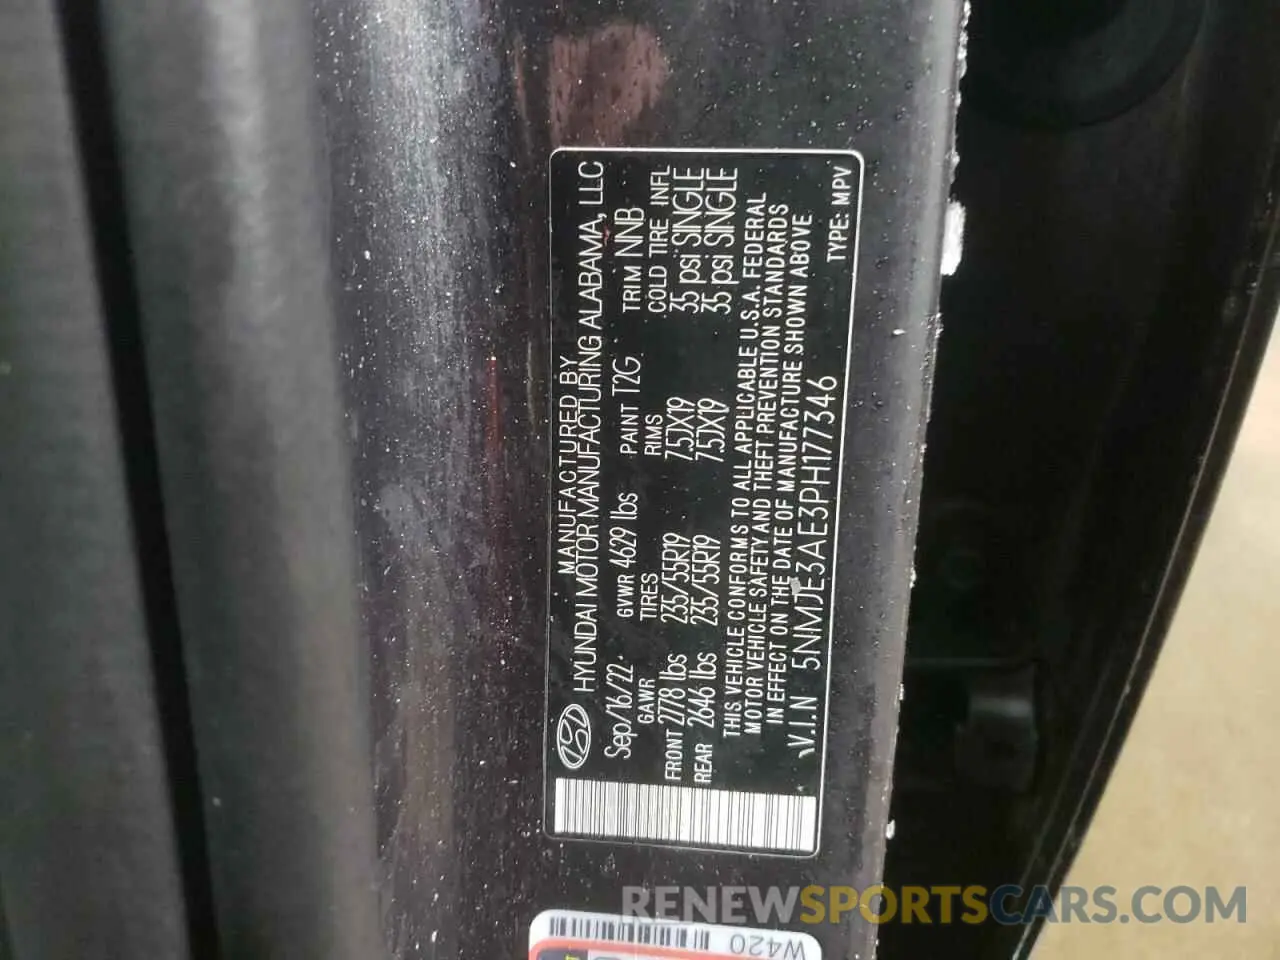 MANUFACTURED BY
HYUNDAI MOTOR MANUFACTURING ALABAMA, LLC
Sep/16/22 GVWR 4629 lbs PAINT T2G TRIM NNB
GAWR TIRES RIMS COLD TIRE INFL
FRONT 2778 lbs 235/55R19 7.5JX19 35 psi SINGLE
REAR 2646 lbs 235/55R19 7.5JX19 35 psi SINGLE
THIS VEHICLE CONFORMS TO ALL APPLICABLE U.S.A. FEDERAL
MOTOR VEHICLE SAFETY AND THEFT PREVENTION STANDARDS
IN EFFECT ON THE DATE OF MANUFACTURE SHOWN ABOVE
V.I.N 5NMJE3AE3PH177346 TYPE: MPV
W420
RENEWSPORTSCARS.COM